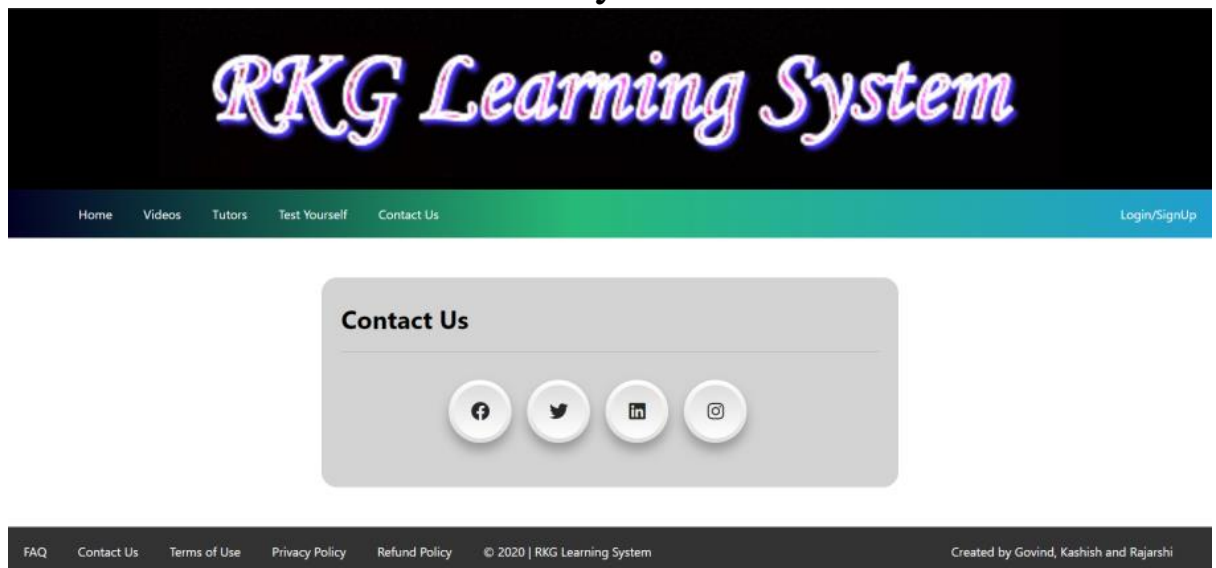 RKG Learning System
Home Videos Tutors Test Yourself Contact Us Login/SignUp
Contact Us
FAQ Contact Us Terms of Use Privacy Policy Refund Policy © 2020 | RKG Learning System Created by Govind, Kashish and Rajarshi